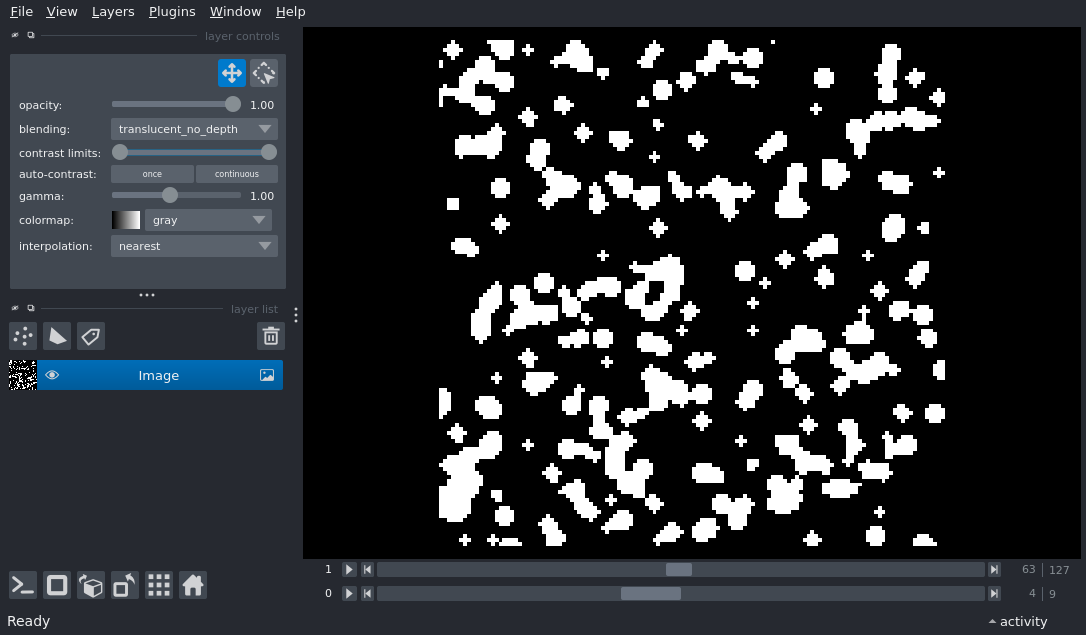 File View Layers Plugins Window Help
layer controls
opacity: 1.00
blending: translucent_no_depth
contrast limits:
auto-contrast: once continuous
gamma: 1.00
colormap: gray
interpolation: nearest
layer list
Image
1 63 127
0 4 9
Ready activity